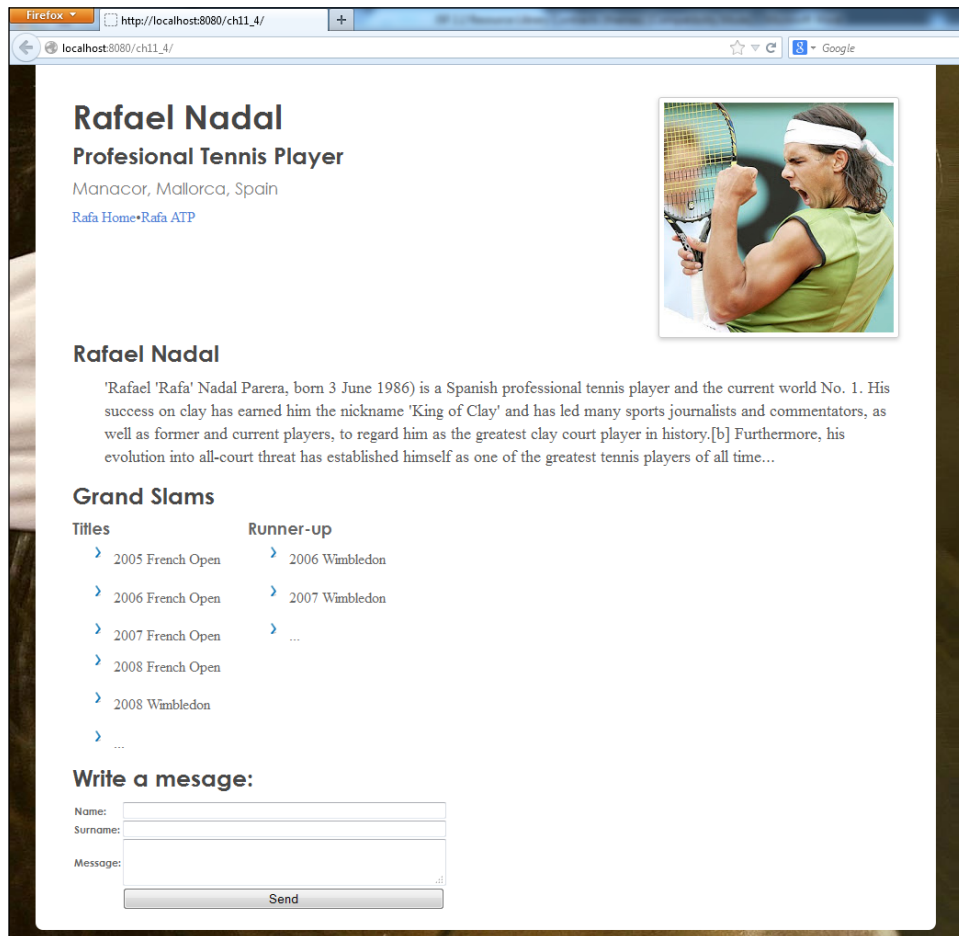 Firefox
http://localhost:8080/ch11_4/
+
localhost:8080/ch11_4/
8
Google
Rafael Nadal
Profesional Tennis Player
Manacor, Mallorca, Spain
Rafa Home•Rafa ATP
Rafael Nadal
'Rafael 'Rafa' Nadal Parera, born 3 June 1986) is a Spanish professional tennis player and the current world No. 1. His
success on clay has earned him the nickname 'King of Clay' and has led many sports journalists and commentators, as
well as former and current players, to regard him as the greatest clay court player in history.[b] Furthermore, his
evolution into all-court threat has established himself as one of the greatest tennis players of all time...
Grand Slams
Titles Runner-up
2005 French Open 2006 Wimbledon
2006 French Open 2007 Wimbledon
2007 French Open ...
2008 French Open
2008 Wimbledon
...
Write a mesage:
Name:
Surname:
Message:
Send